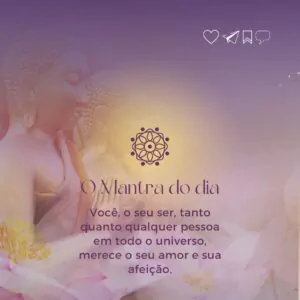 O Mantra do dia
Você, o seu ser, tanto
quanto qualquer pessoa
em todo o universo,
merece o seu amor e sua
afeição.